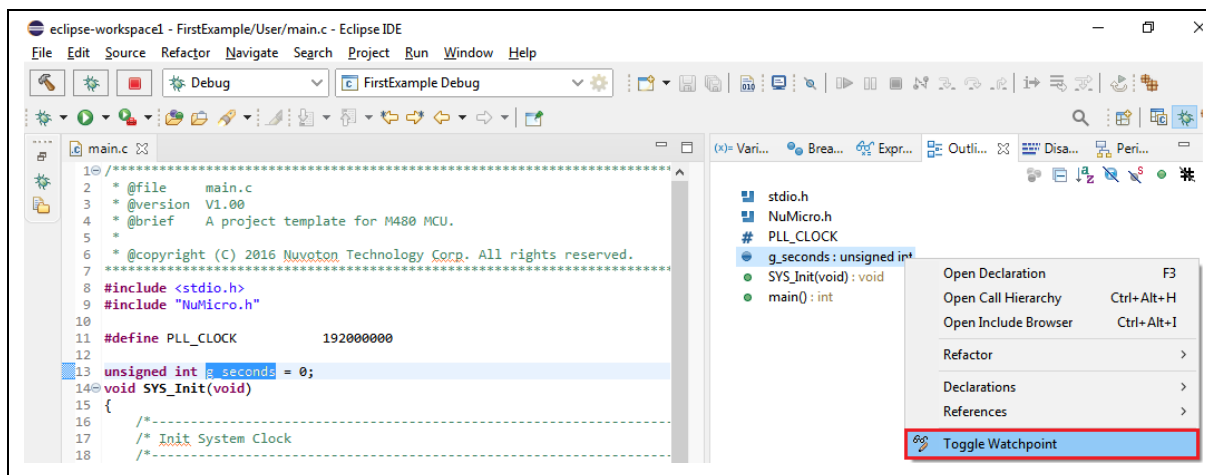 eclipse-workspace1 - FirstExample/User/main.c - Eclipse IDE
File Edit Source Refactor Navigate Search Project Run Window Help
Debug FirstExample Debug
main.c
1 /******************************************************************************
2 * @file main.c
3 * @version V1.00
4 * @brief A project template for M480 MCU.
5 *
6 * @copyright (C) 2016 Nuvoton Technology Corp. All rights reserved.
7 ******************************************************************************
8 #include <stdio.h>
9 #include "NuMicro.h"
10
11 #define PLL_CLOCK 192000000
12
13 unsigned int g_seconds = 0;
14 void SYS_Init(void)
15 {
16 /*---------------------------------------------------------------------
17 /* Init System Clock
18 /*---------------------------------------------------------------------
(x)= Vari... Brea... Expr... Outli... Disa... Peri...
stdio.h
NuMicro.h
# PLL_CLOCK
g_seconds : unsigned int
SYS_Init(void) : void
main() : int
Open Declaration F3
Open Call Hierarchy Ctrl+Alt+H
Open Include Browser Ctrl+Alt+I
Refactor >
Declarations >
References >
Toggle Watchpoint